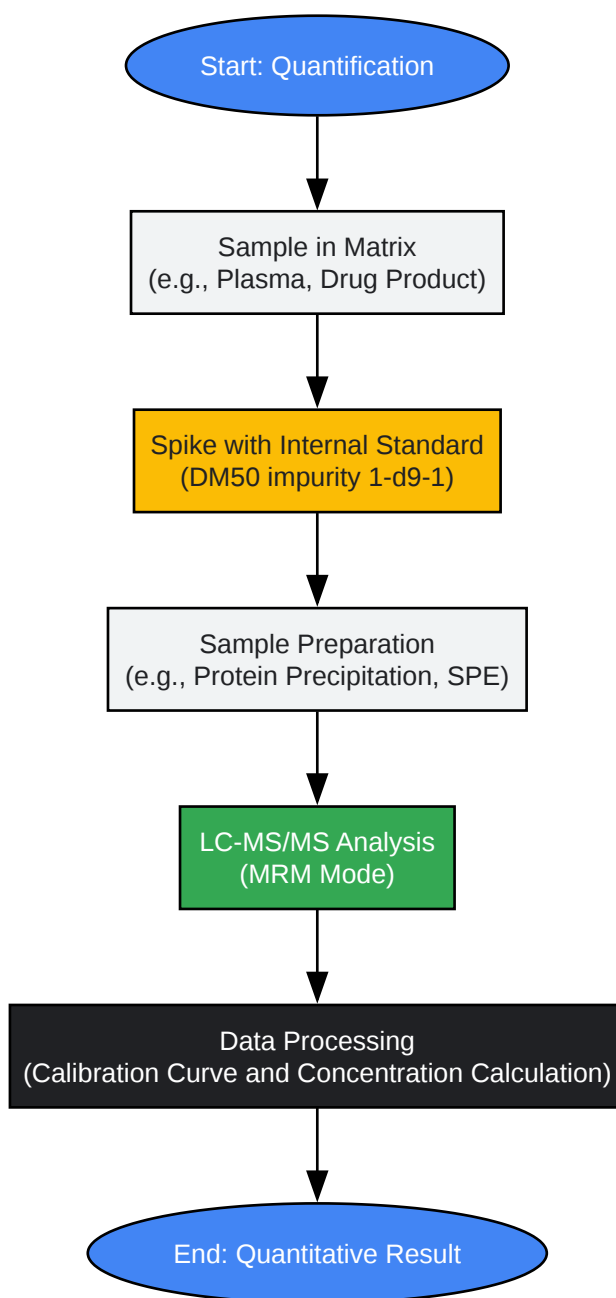 Start: Quantification
Sample in Matrix
(e.g., Plasma, Drug Product)
Spike with Internal Standard
(DM50 impurity 1-d9-1)
Sample Preparation
(e.g., Protein Precipitation, SPE)
LC-MS/MS Analysis
(MRM Mode)
Data Processing
(Calibration Curve and Concentration Calculation)
End: Quantitative Result